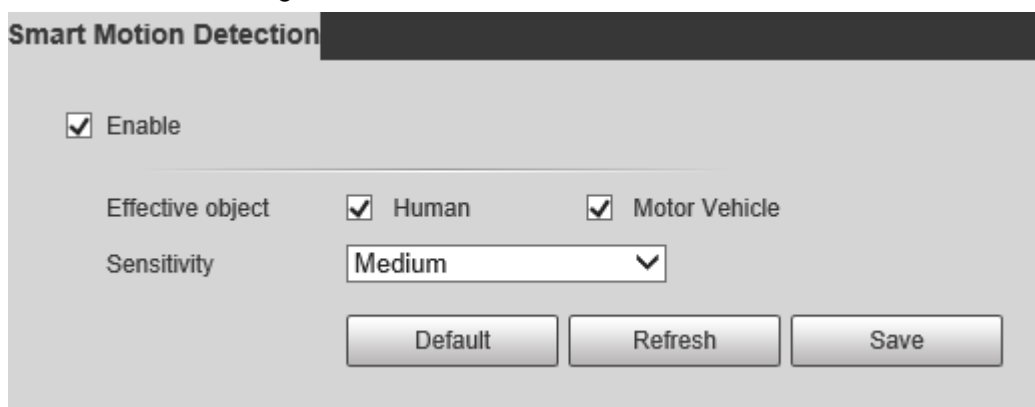 Smart Motion Detection
Enable
Effective object Human Motor Vehicle
Sensitivity Medium
Default Refresh Save